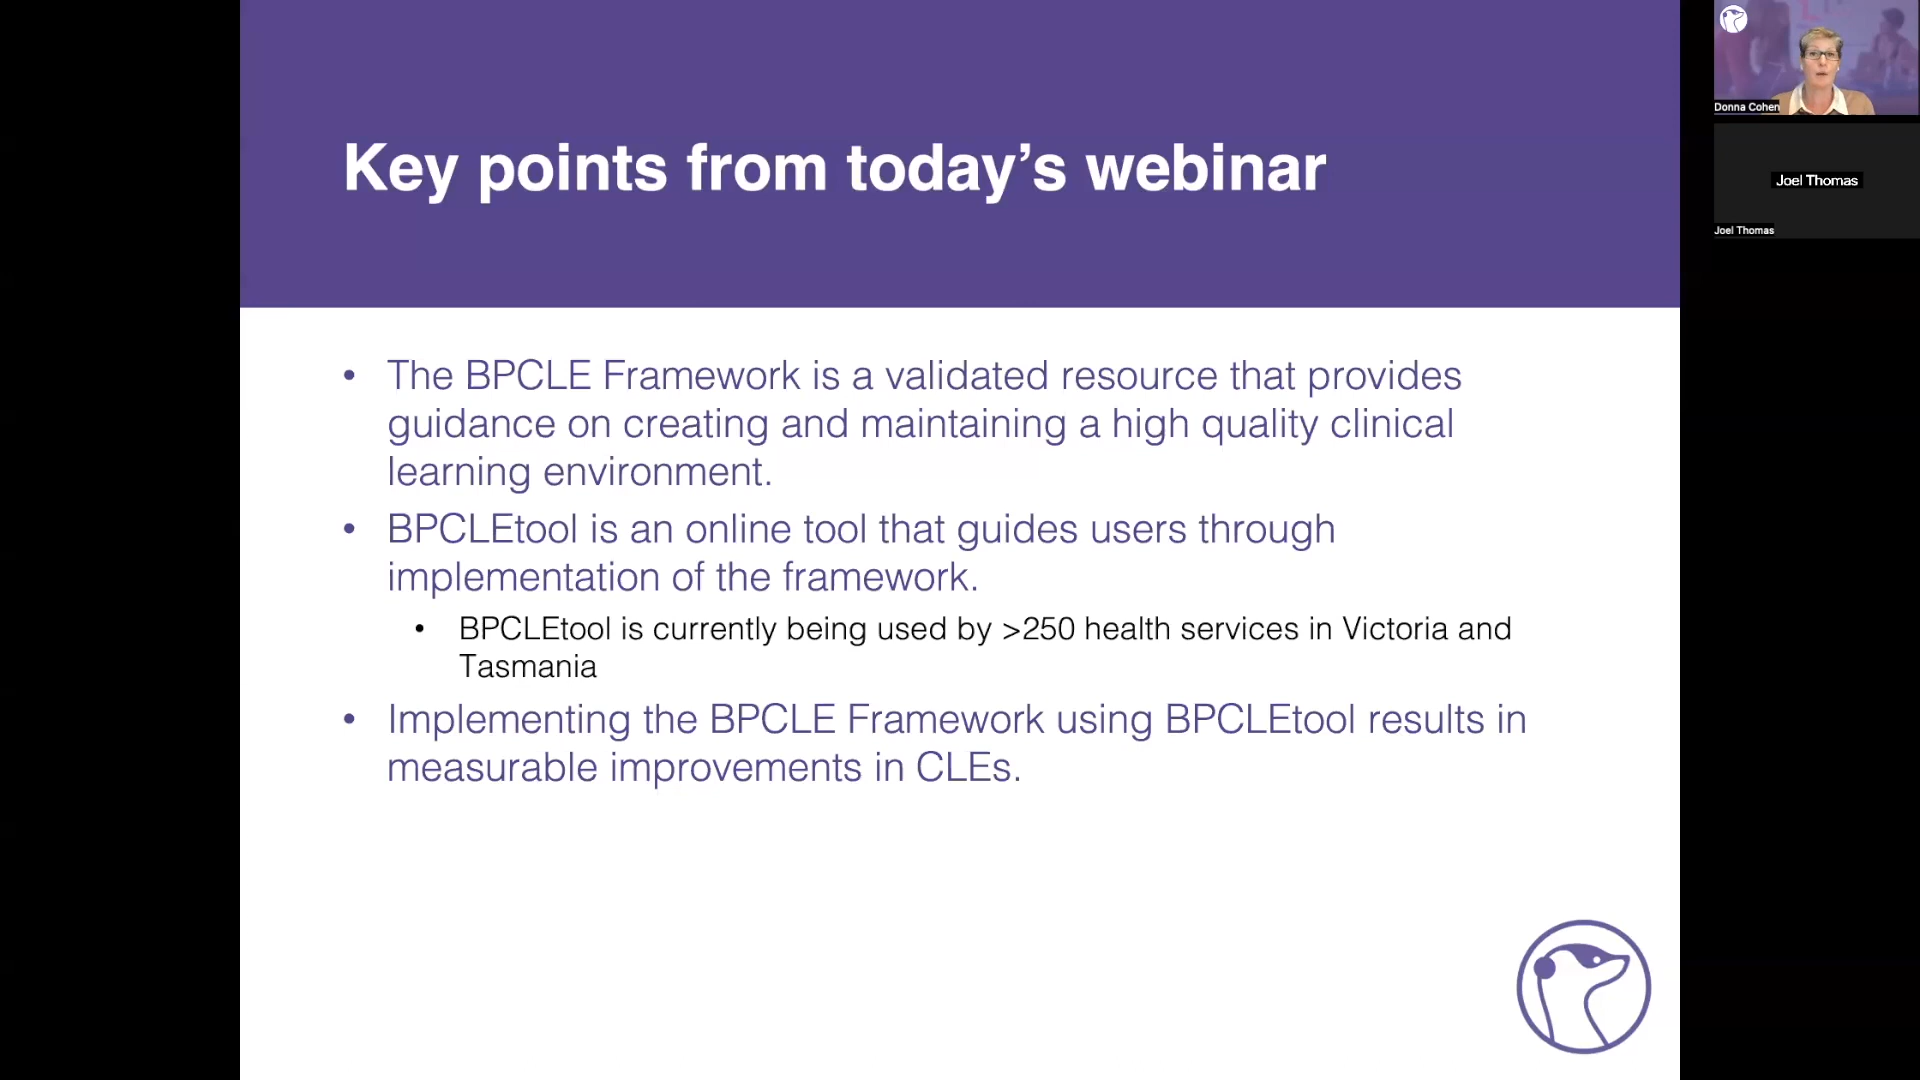 Key points from today’s webinar
• The BPCLE Framework is a validated resource that provides
guidance on creating and maintaining a high quality clinical
learning environment.
• BPCLEtool is an online tool that guides users through
implementation of the framework.
• BPCLEtool is currently being used by >250 health services in Victoria and
Tasmania
• Implementing the BPCLE Framework using BPCLEtool results in
measurable improvements in CLEs.
Donna Cohen
Joel Thomas
Joel Thomas